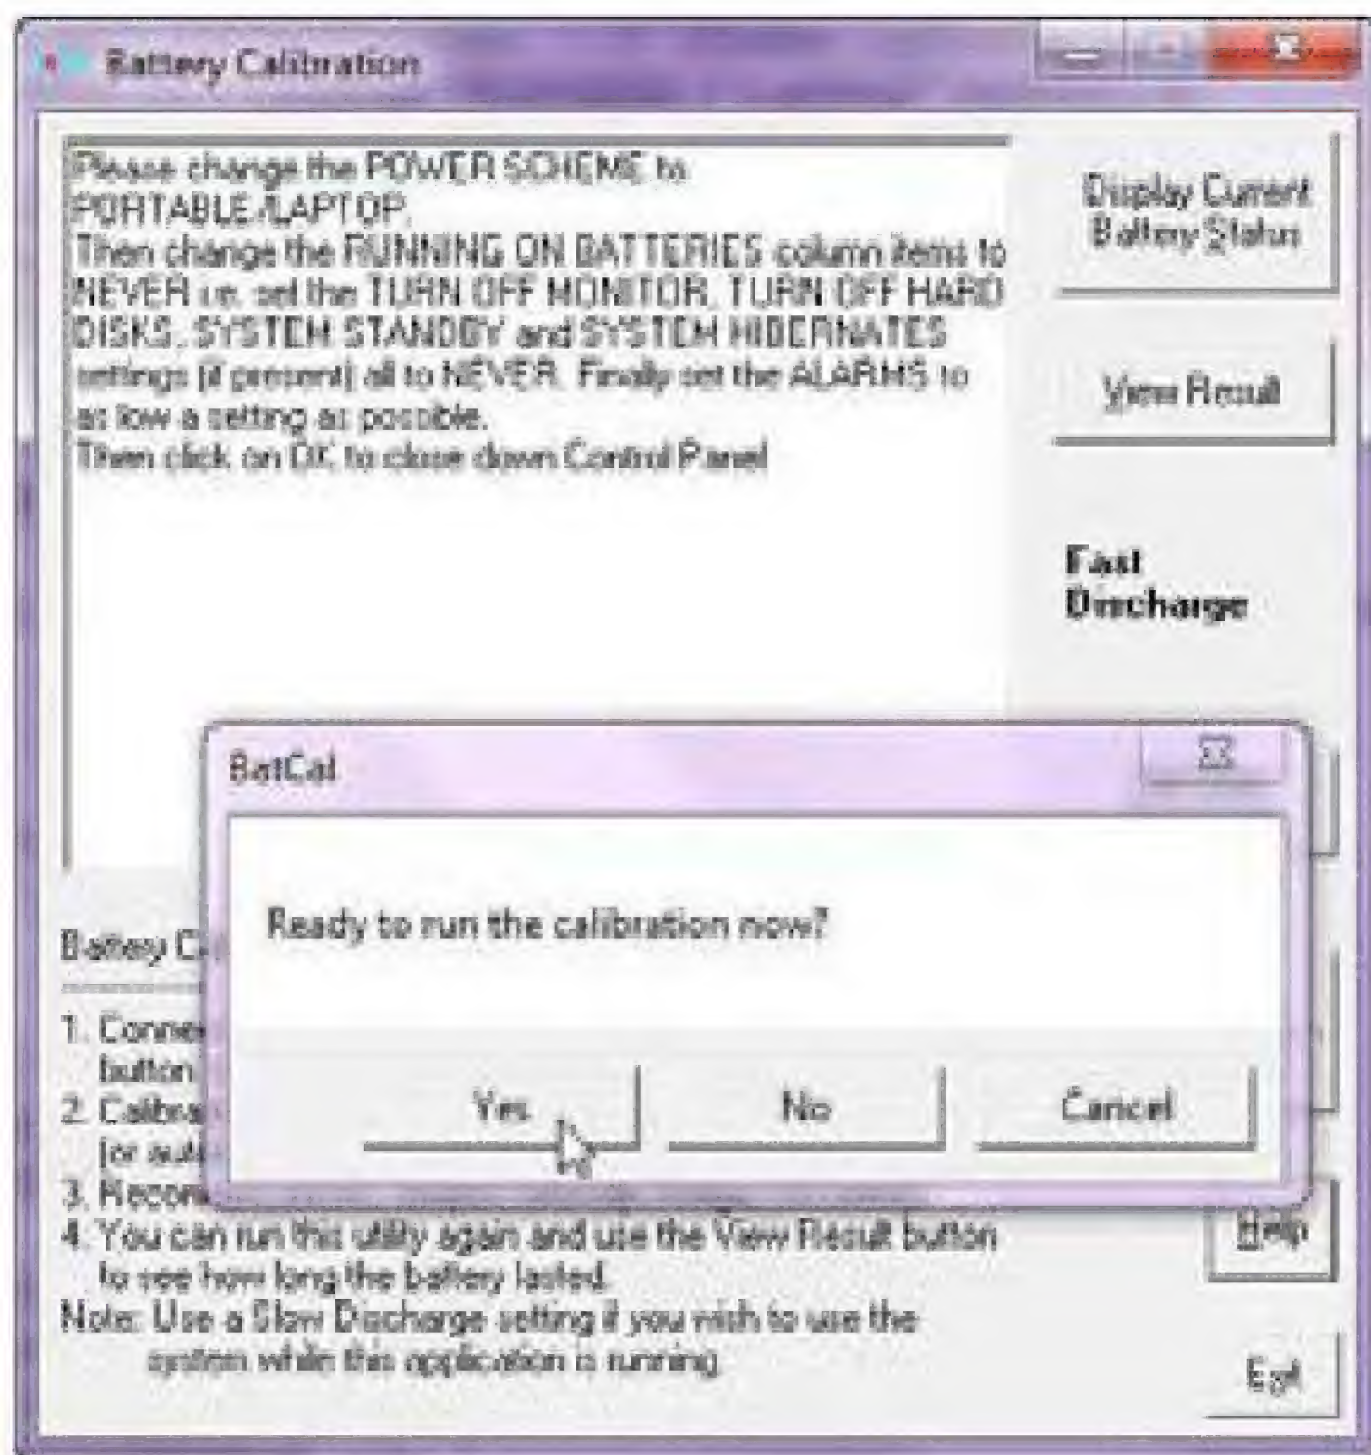 Battery Calibration
Please change the POWER SCHEME to
PORTABLE/LAPTOP.
Then change the RUNNING ON BATTERIES column items to
NEVER i.e. set the TURN OFF MONITOR, TURN OFF HARD
DISKS, SYSTEM STANDBY and SYSTEM HIBERNATES
settings (if present) all to NEVER. Finally set the ALARMS to
as low a setting as possible.
Then click on OK to close down Control Panel
Display Current
Battery Status
View Result
Fast
Discharge
BatCal
Ready to run the calibration now?
Yes
No
Cancel
Battery C
1. Connec
button
2. Calibra
(or auto
3. Recon
4. You can run this utility again and use the View Result button
to see how long the battery lasted.
Note: Use a Slow Discharge setting if you wish to use the
system while this application is running
Help
Exit